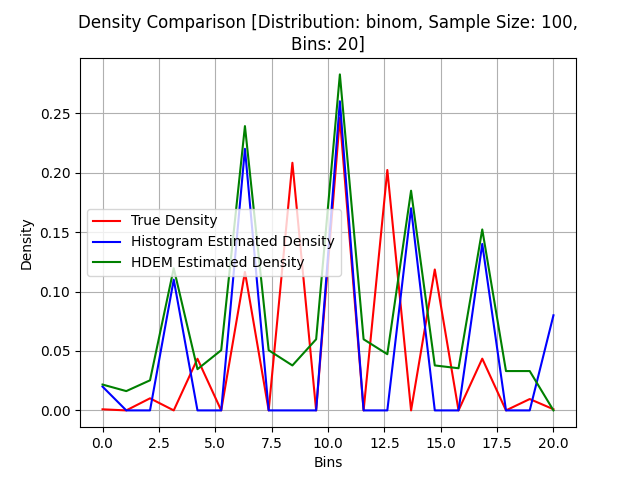 Density Comparison [Distribution: binom, Sample Size: 100,
Bins: 20]
0.25
0.20
0.15
0.10
0.05
0.00
Density
True Density
Histogram Estimated Density
HDEM Estimated Density
0.0 2.5 5.0 7.5 10.0 12.5 15.0 17.5 20.0
Bins